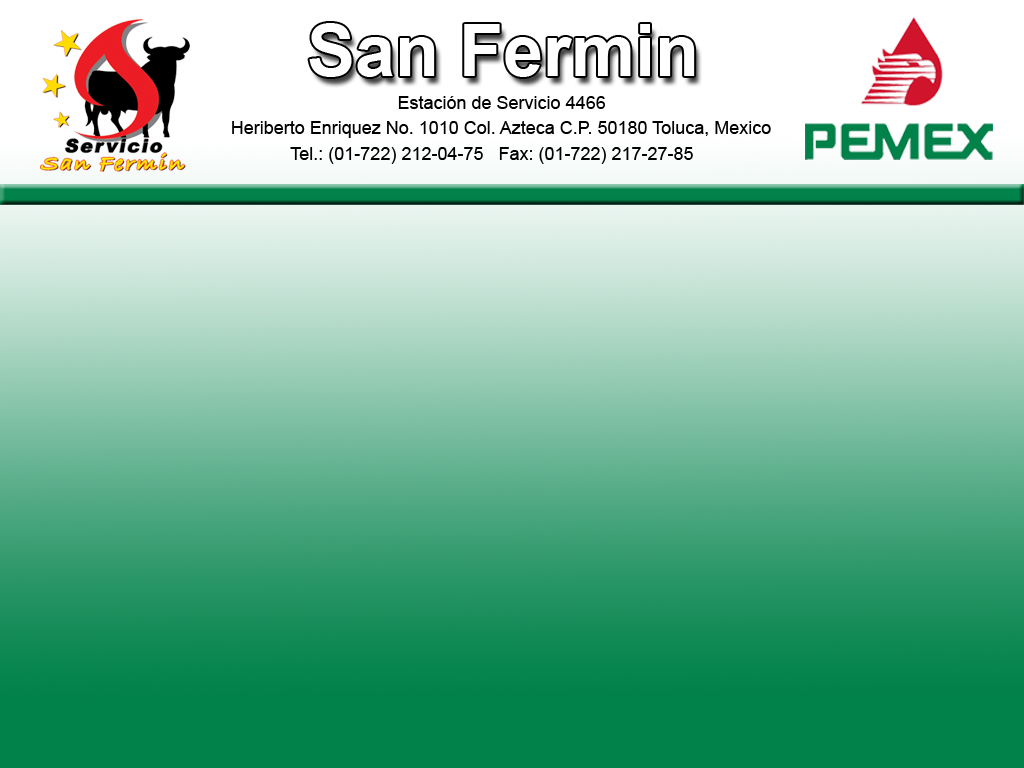 San Fermin
Estación de Servicio 4466
Heriberto Enriquez No. 1010 Col. Azteca C.P. 50180 Toluca, Mexico
Tel.: (01-722) 212-04-75 Fax: (01-722) 217-27-85
Servicio
San Fermin
PEMEX